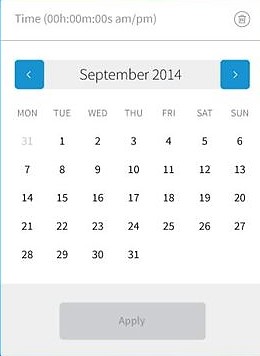 Time (00h:00m:00s am/pm)
September 2014
MON TUE WED THU FRI SAT SUN
31 1 2 3 4 5 6
7 8 9 10 11 12 13
14 15 16 17 18 19 20
21 22 23 24 25 26 27
28 29 30 31
Apply